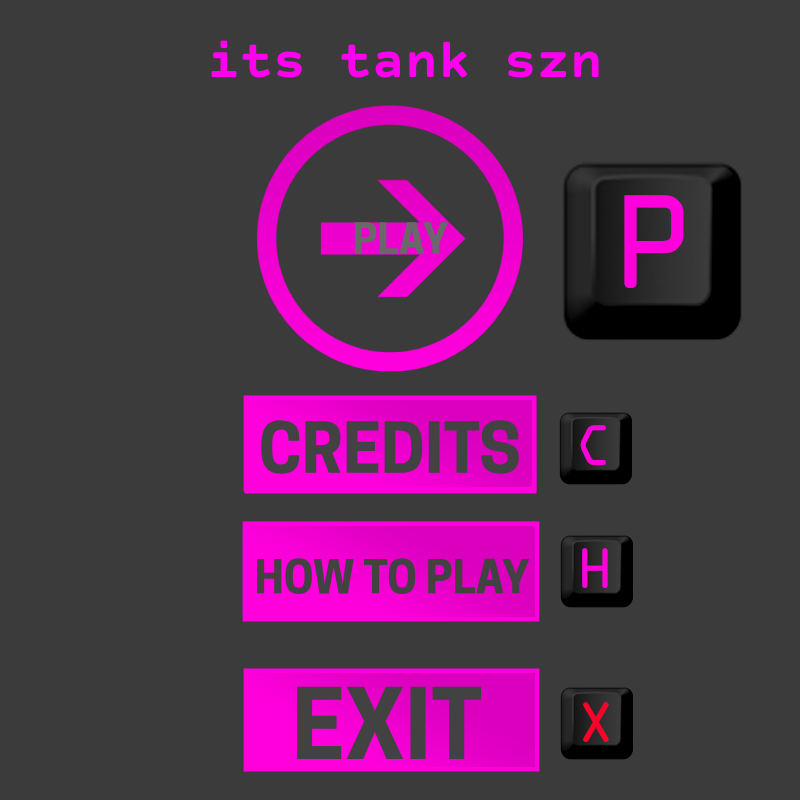 its tank szn
PLAY
P
CREDITS
C
HOW TO PLAY
H
EXIT
X